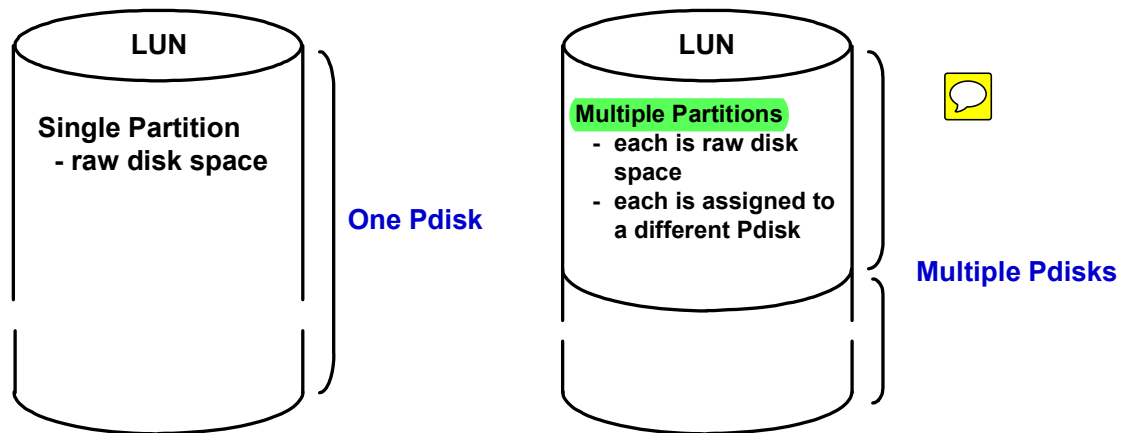 LUN
Single Partition
- raw disk space
One Pdisk
LUN
Multiple Partitions
- each is raw disk
space
- each is assigned to
a different Pdisk
Multiple Pdisks